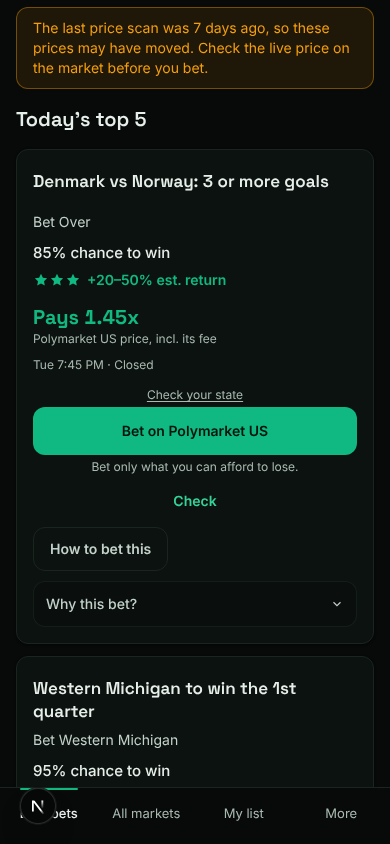 The last price scan was 7 days ago, so these
prices may have moved. Check the live price on
the market before you bet.
Today's top 5
Denmark vs Norway: 3 or more goals
Bet Over
85% chance to win
★★★ +20–50% est. return
Pays 1.45x
Polymarket US price, incl. its fee
Tue 7:45 PM · Closed
Check your state
Bet on Polymarket US
Bet only what you can afford to lose.
Check
How to bet this
Why this bet?
Western Michigan to win the 1st
quarter
Bet Western Michigan
95% chance to win
N
bets
All markets
My list
More